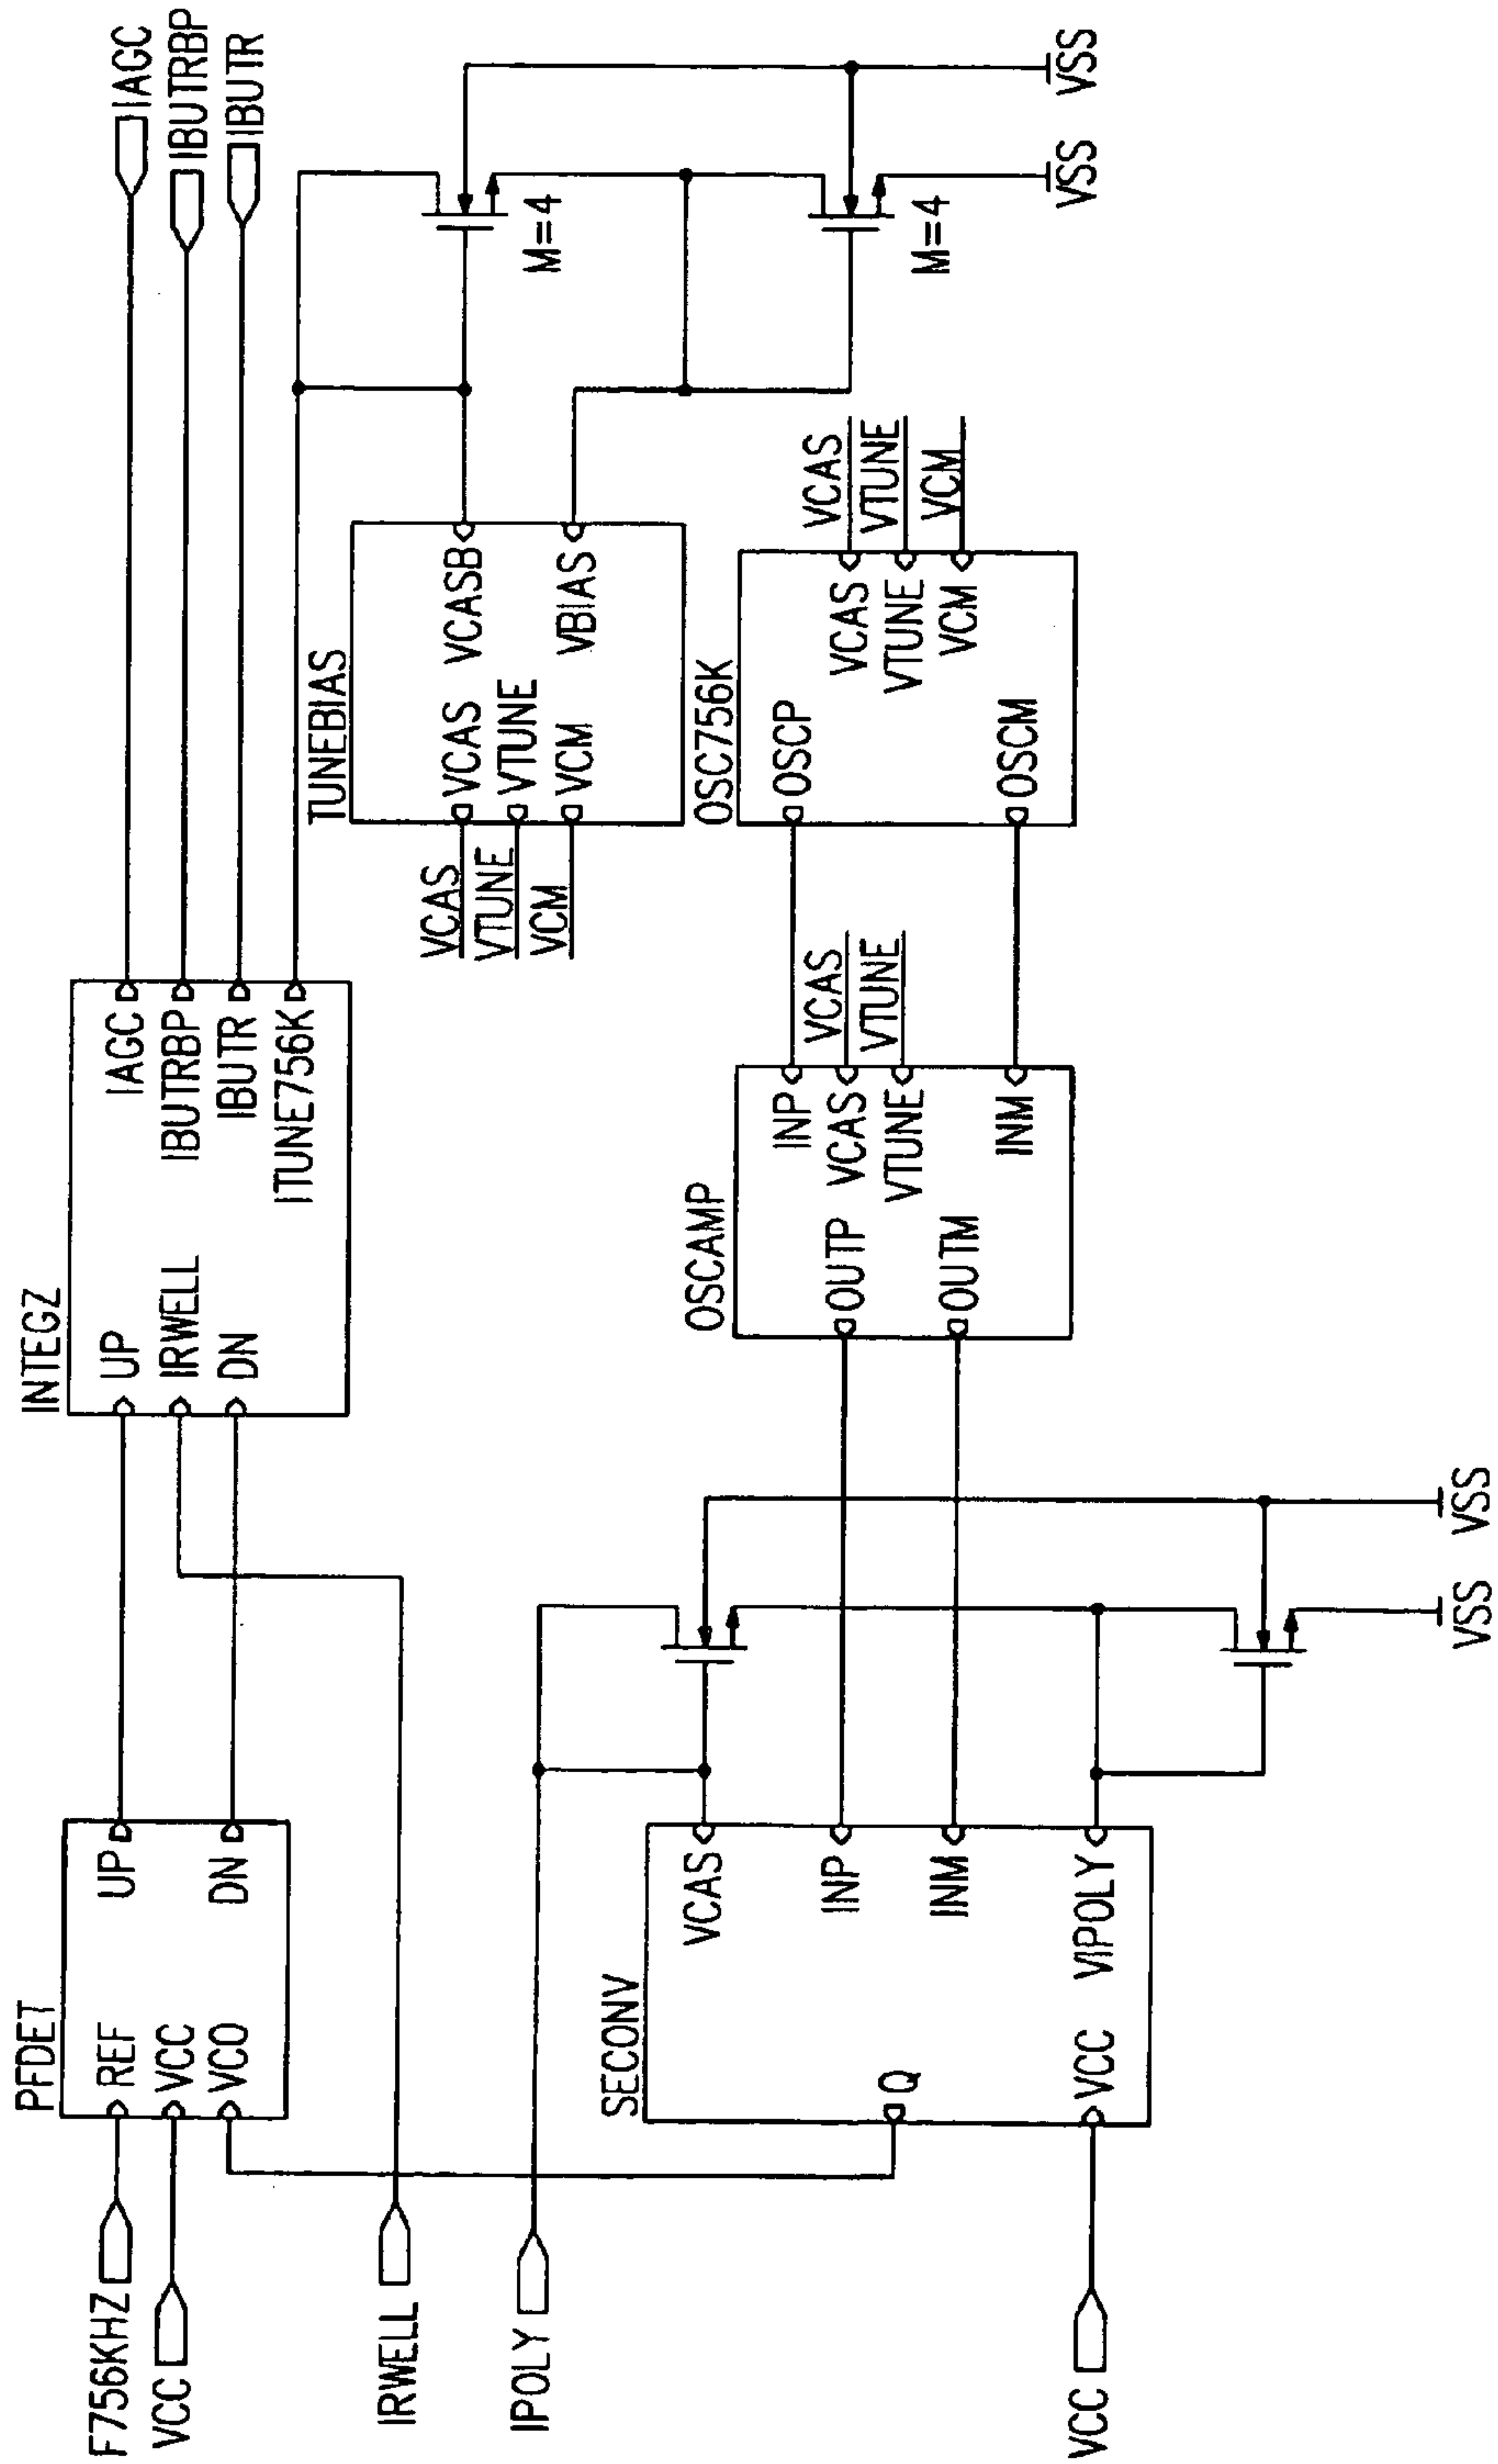 F756KHZ
VCC
IRWELL
IPOLY
VCC
PFDET
REF
VCC
VCO
UP
DN
INTEGZ
UP
IRWELL
DN
IAGC
IBUTRBP
IBUTR
ITUNE756K
IAGC
IBUTRBP
IBUTR
SECONV
VCAS
INP
INM
VIPOLY
Q
VCC
VSS
VSS
OSCAMP
OUTP
OUTM
INP
VCAS
VTUNE
INM
VCAS
VTUNE
TUNEBIAS
VCAS
VTUNE
VCM
VCAS
VTUNE
VCM
VCASB
VBIAS
OSC756K
OSCP
OSCM
VCAS
VTUNE
VCM
VCAS
VTUNE
VCM
M=4
M=4
VSS
VSS